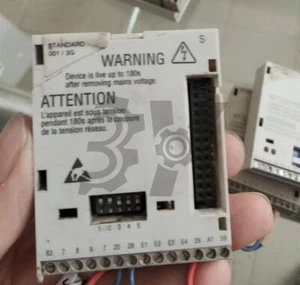 STANDARD
001 / 3G
S
WARNING
Device is live up to 180s
after removing mains voltage.
ATTENTION
L'appareil est sous tension
pendant 180s après la coupure
de la tension réseau.
1 2 3 4 5
62 7 8 9 7 20 28 E1 E2 E3 E4 39 A1 59